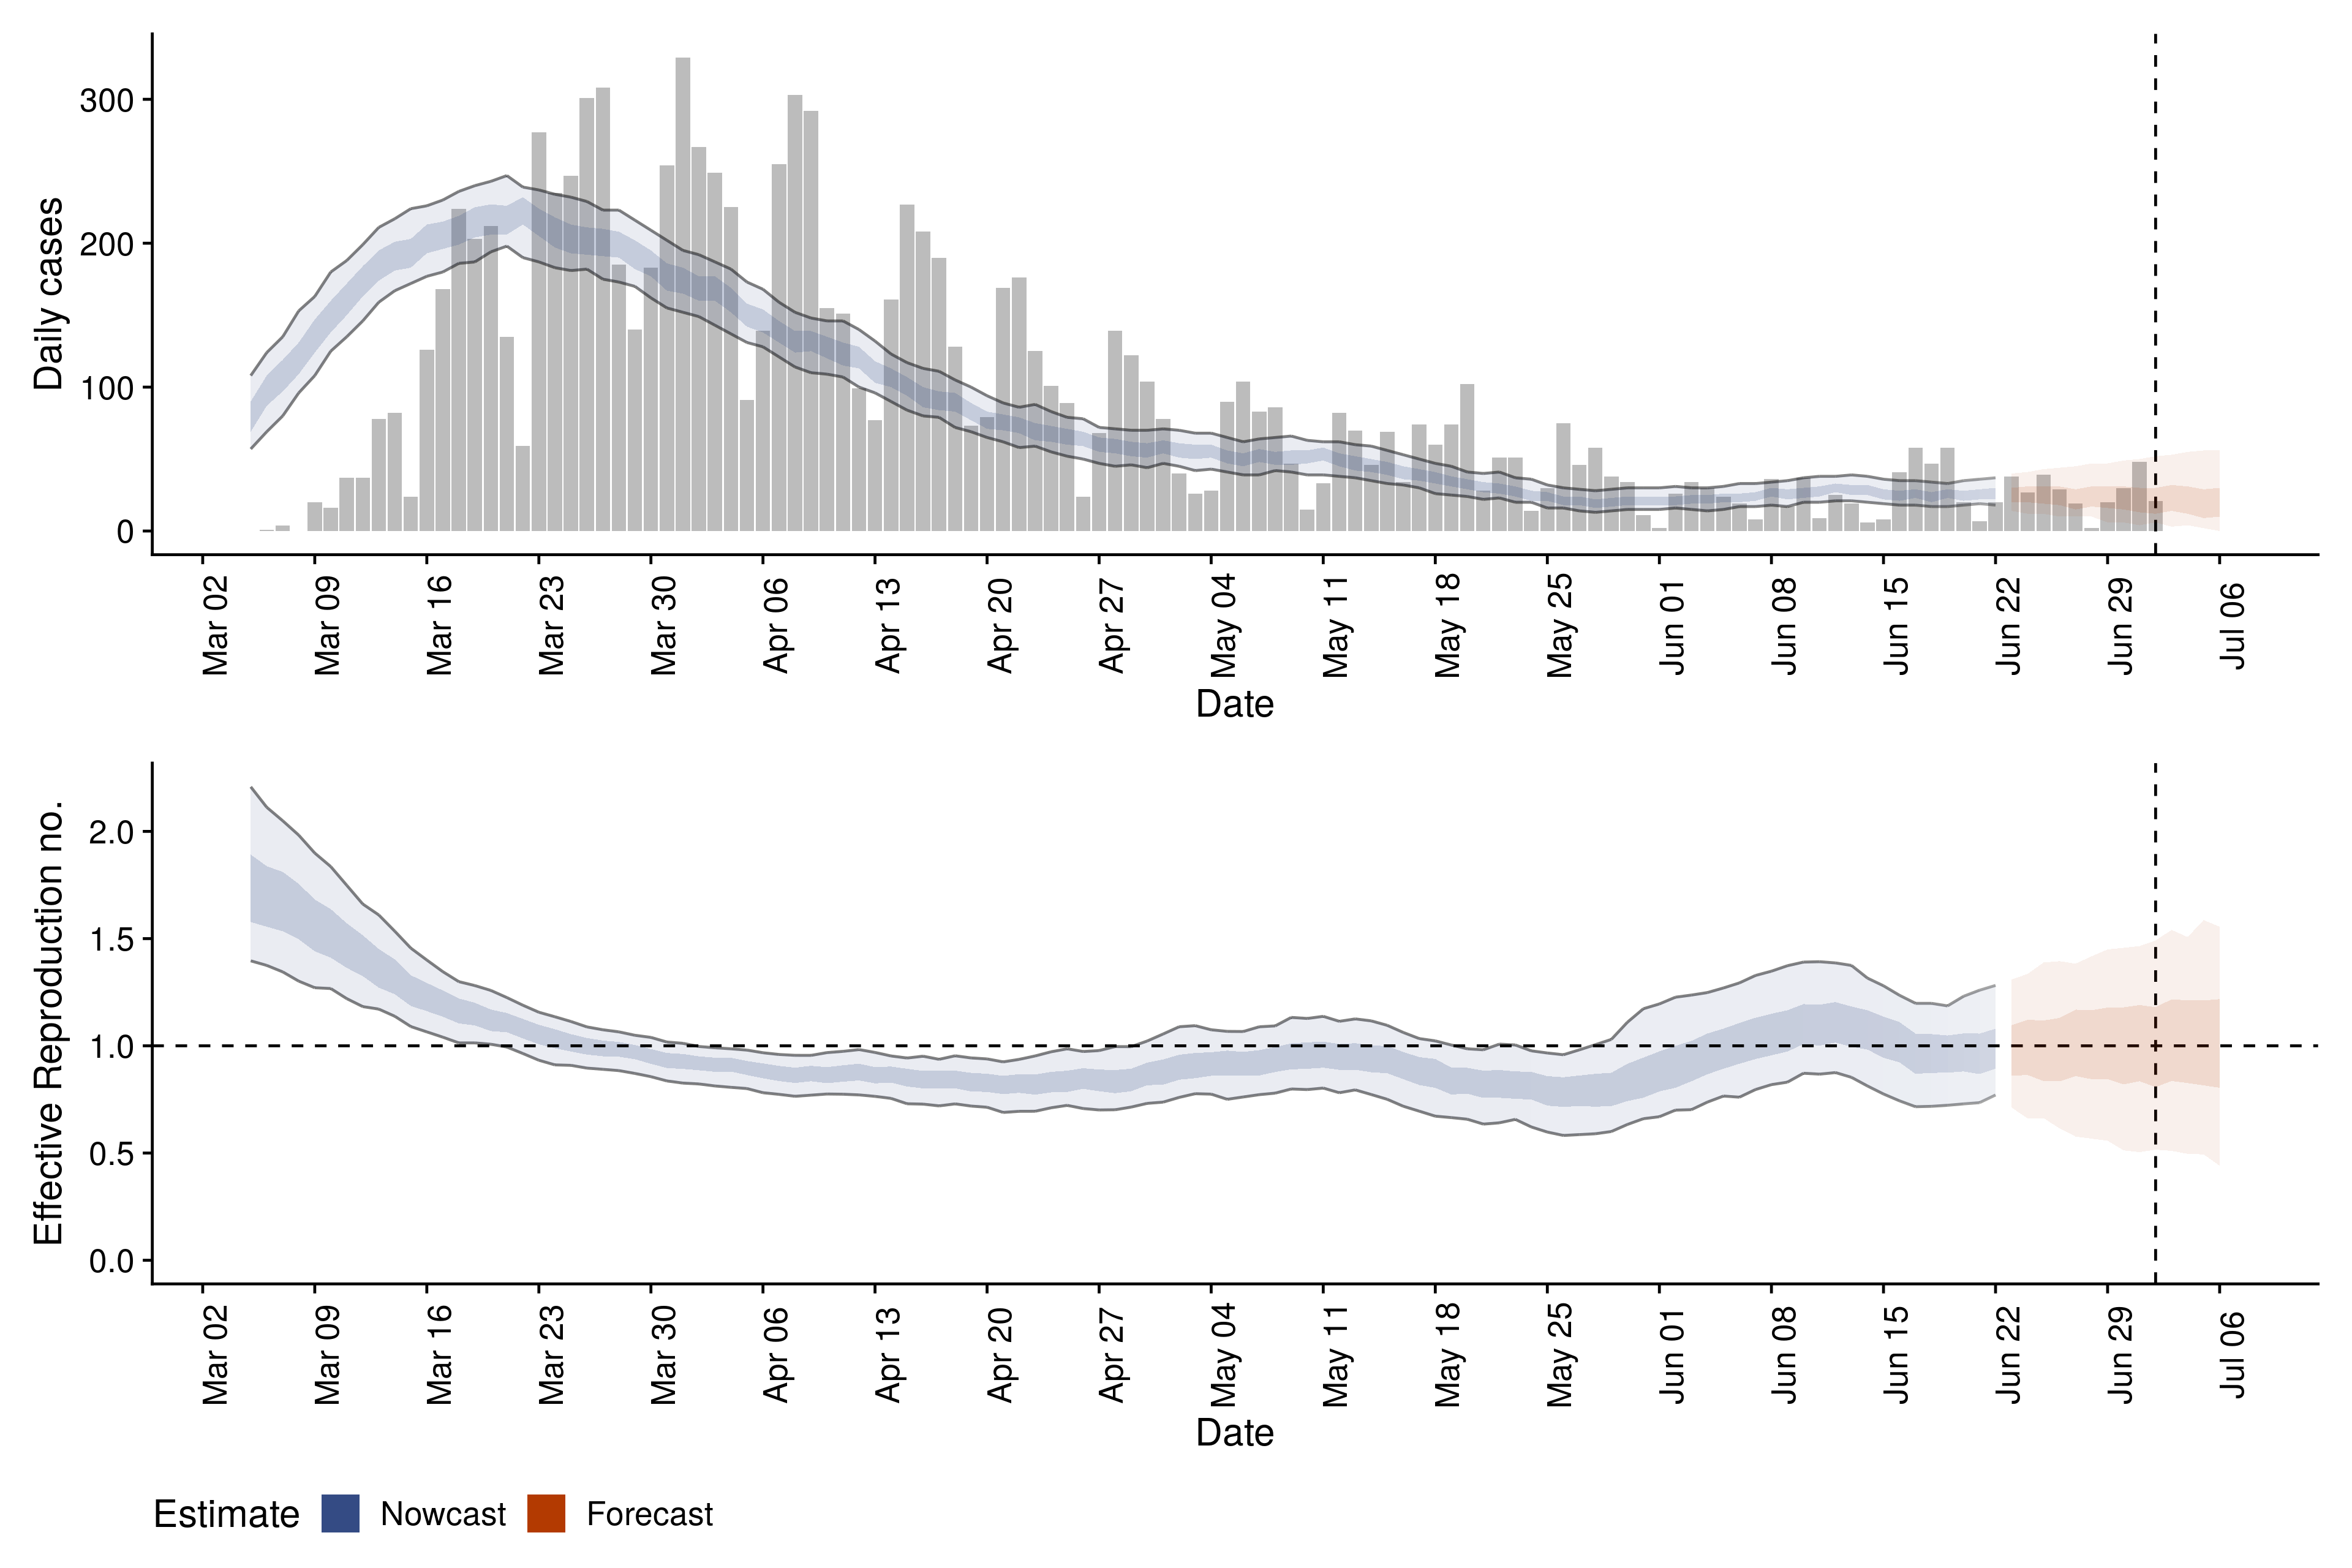 Daily cases
300
200
100
0
Mar 02
Mar 09
Mar 16
Mar 23
Mar 30
Apr 06
Apr 13
Apr 20
Apr 27
May 04
May 11
May 18
May 25
Jun 01
Jun 08
Jun 15
Jun 22
Jun 29
Jul 06
Date
Effective Reproduction no.
2.0
1.5
1.0
0.5
0.0
Mar 02
Mar 09
Mar 16
Mar 23
Mar 30
Apr 06
Apr 13
Apr 20
Apr 27
May 04
May 11
May 18
May 25
Jun 01
Jun 08
Jun 15
Jun 22
Jun 29
Jul 06
Date
Estimate Nowcast Forecast